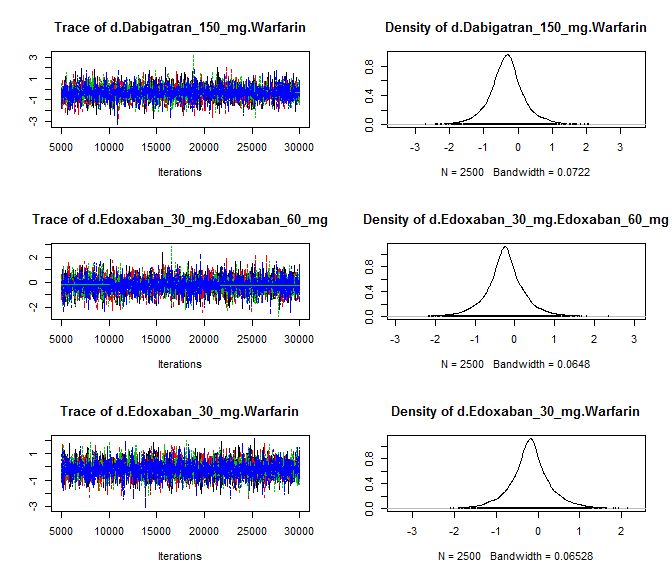 Trace of d.Dabigatran_150_mg.Warfarin
Density of d.Dabigatran_150_mg.Warfarin
3
1
-1
-3
5000 10000 15000 20000 25000 30000
Iterations
0.8
0.4
0.0
-3 -2 -1 0 1 2 3
N = 2500 Bandwidth = 0.0722
Trace of d.Edoxaban_30_mg.Edoxaban_60_mg
Density of d.Edoxaban_30_mg.Edoxaban_60_mg
2
0
-2
5000 10000 15000 20000 25000 30000
Iterations
0.8
0.4
0.0
-3 -2 -1 0 1 2 3
N = 2500 Bandwidth = 0.0648
Trace of d.Edoxaban_30_mg.Warfarin
Density of d.Edoxaban_30_mg.Warfarin
1
-1
-3
5000 10000 15000 20000 25000 30000
Iterations
0.8
0.4
0.0
-3 -2 -1 0 1 2
N = 2500 Bandwidth = 0.06528